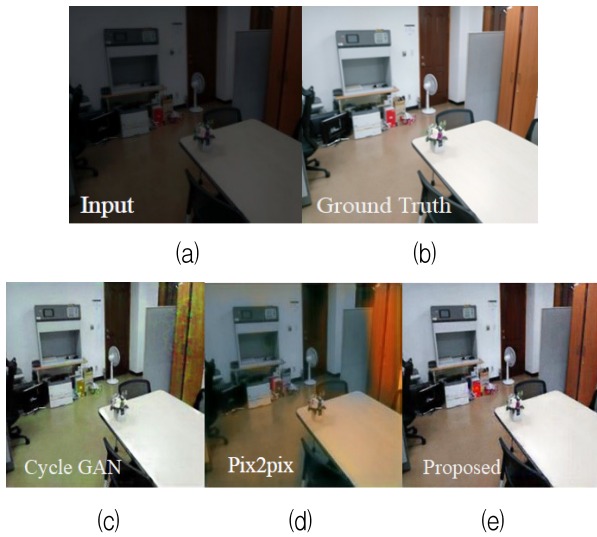 Input
Ground Truth
(a)
(b)
Cycle GAN
Pix2pix
Proposed
(c)
(d)
(e)